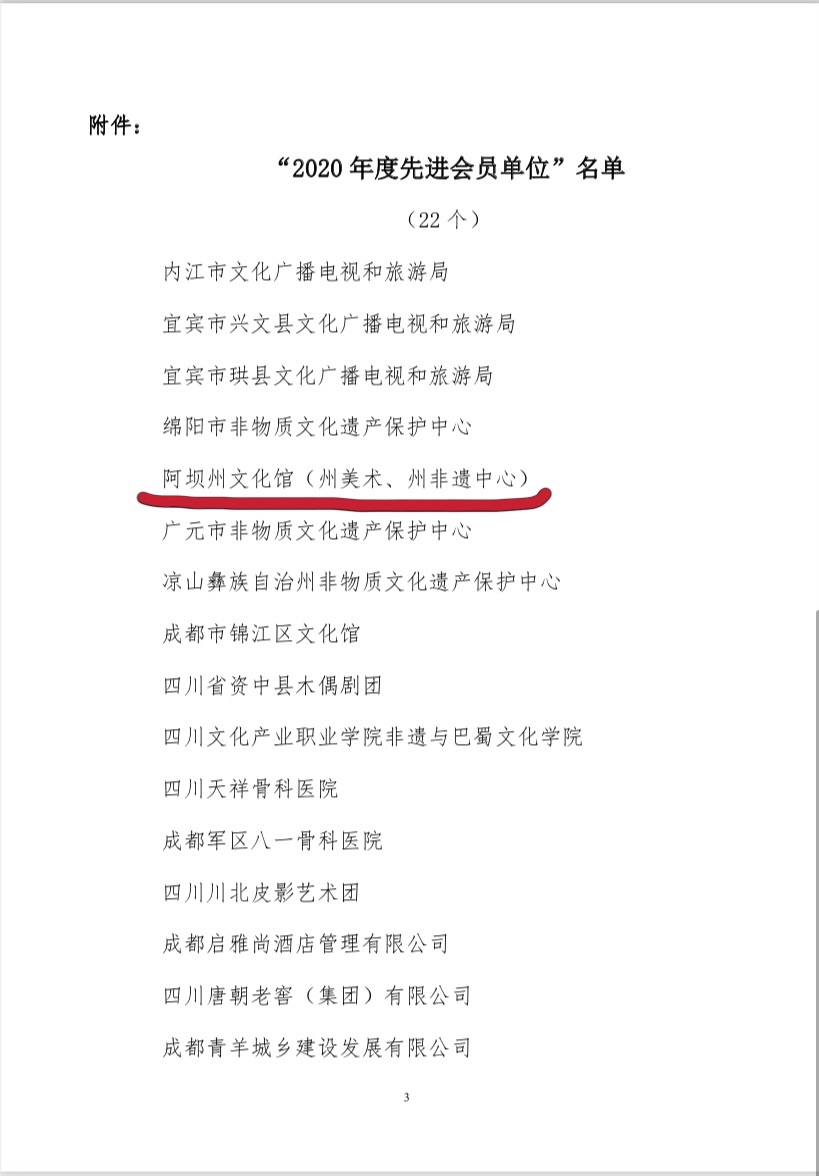 附件：
“2020 年度先进会员单位”名单
（22 个）
内江市文化广播电视和旅游局
宜宾市兴文县文化广播电视和旅游局
宜宾市珙县文化广播电视和旅游局
绵阳市非物质文化遗产保护中心
阿坝州文化馆（州美术、州非遗中心）
广元市非物质文化遗产保护中心
凉山彝族自治州非物质文化遗产保护中心
成都市锦江区文化馆
四川省资中县木偶剧团
四川文化产业职业学院非遗与巴蜀文化学院
四川天祥骨科医院
成都军区八一骨科医院
四川川北皮影艺术团
成都启雅尚酒店管理有限公司
四川唐朝老窖（集团）有限公司
成都青羊城乡建设发展有限公司
3